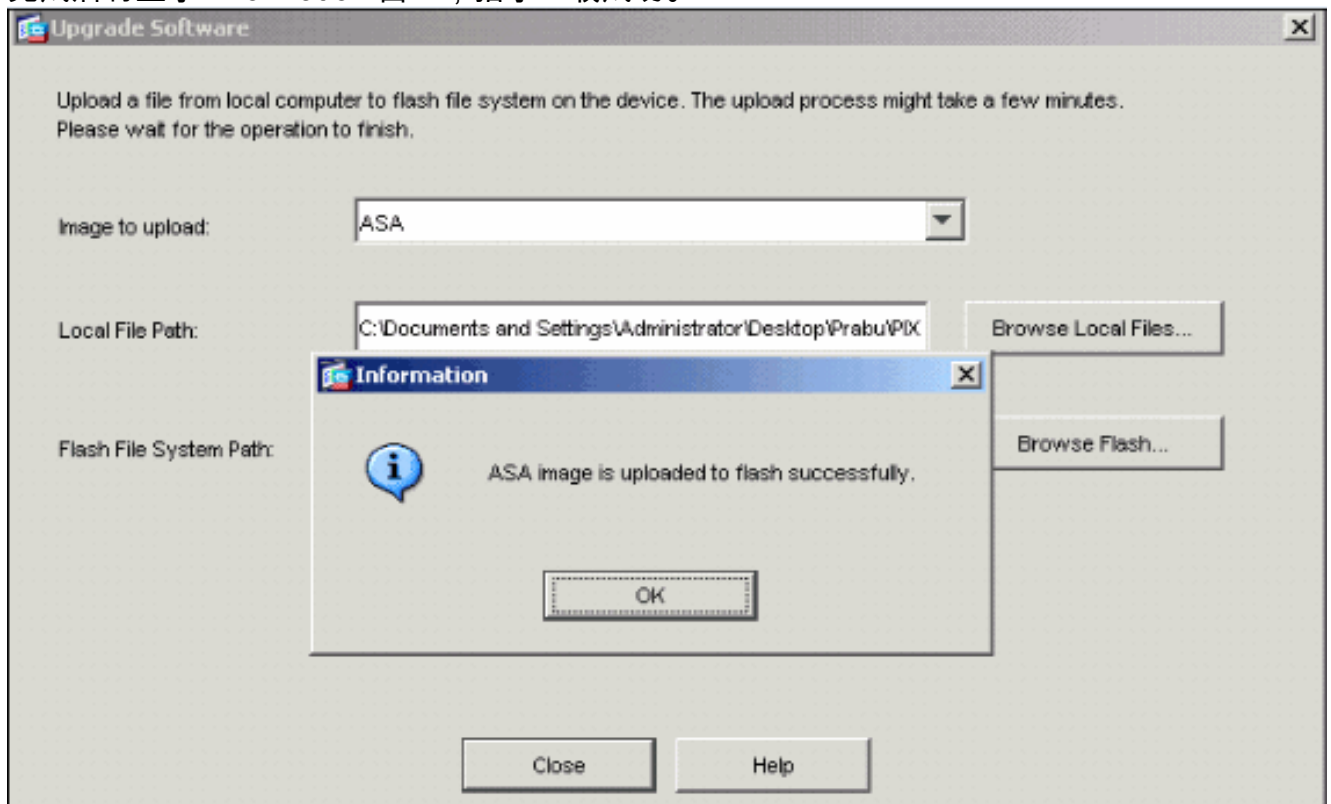 Upgrade Software
Upload a file from local computer to flash file system on the device. The upload process might take a few minutes.
Please wait for the operation to finish.
Image to upload:
ASA
Local File Path:
C:\Documents and Settings\Administrator\Desktop\Prabu\PIX
Browse Local Files...
Information
Flash File System Path:
Browse Flash...
ASA image is uploaded to flash successfully.
OK
Close
Help